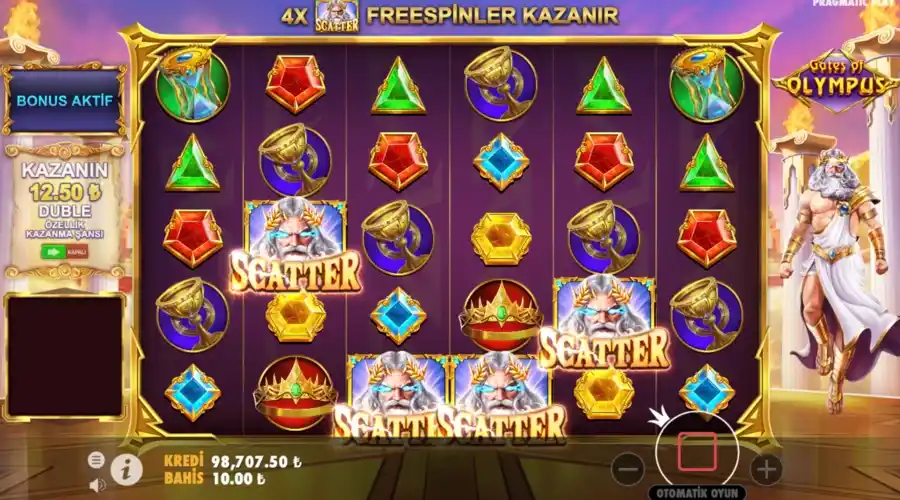 PRAGMATIC PLAY
4X SCATTER FREESPİNLER KAZANIR
Gates of
OLYMPUS
BONUS AKTİF
KAZANIN
12.50 ₺
DUBLE
ÖZELLİK
KAZANMA ŞANSI
KAPALI
SCATTER
SCATTER
SCATTER
SCATTER
KREDİ 98,707.50 ₺
BAHİS 10.00 ₺
OTOMATİK OYUN